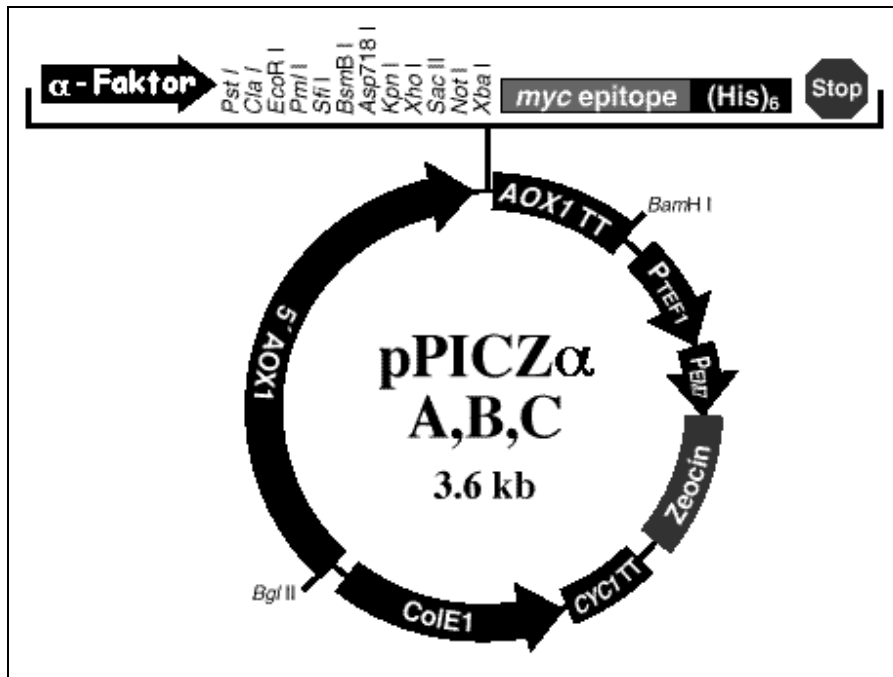 α-Faktor
Pst I
Cla I
EcoR I
Pml I
Sfi I
BsmB I
Asp718 I
Kpn I
Xho I
Sac II
Not I
Xba I
myc epitope
(His)6
Stop
AOX1 TT
BamH I
PTEF1
PEM7
Zeocin
CYC1 TT
ColE1
Bgl II
5´AOX1
pPICZα
A,B,C
3.6 kb